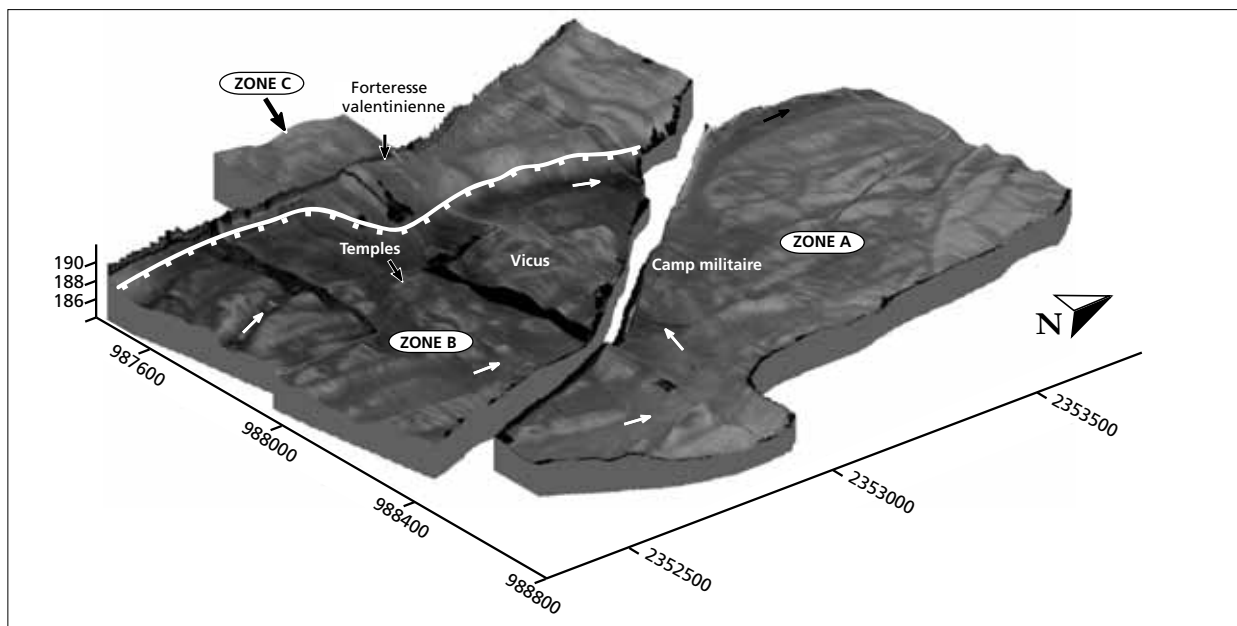 ZONE C
Forteresse
valentinienne
Temples
Vicus
Camp militaire
ZONE A
ZONE B
N
190
188
186
987600
988000
988400
988800
2352500
2353000
2353500